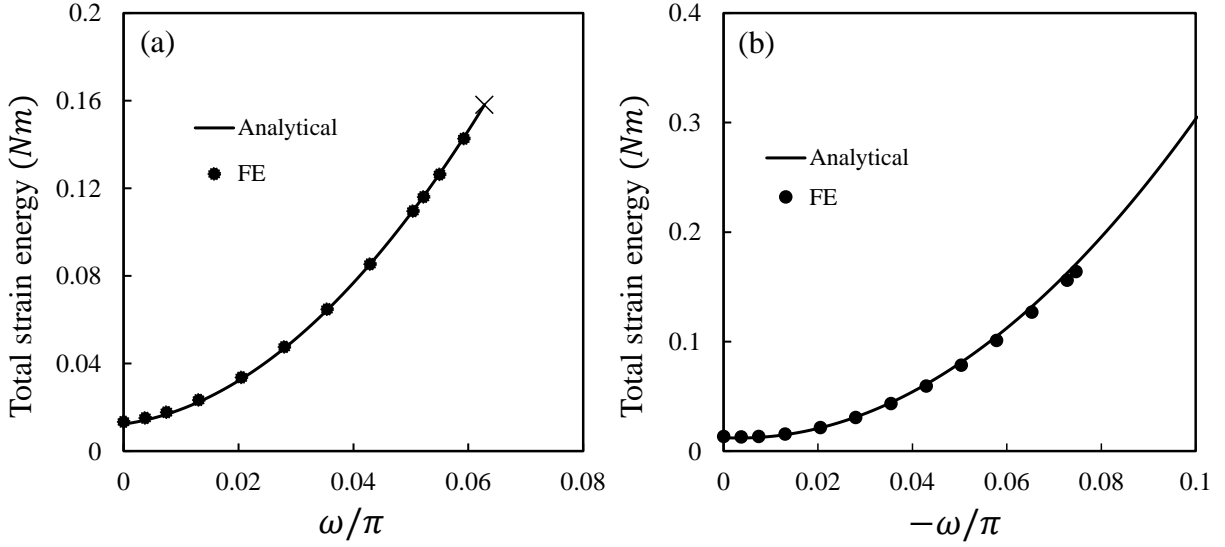 (a)
Total strain energy (Nm)
0.2
0.16
0.12
0.08
0.04
0
Analytical
FE
0
0.02
0.04
0.06
0.08
ω/π
(b)
Total strain energy (Nm)
0.4
0.3
0.2
0.1
0
Analytical
FE
0
0.02
0.04
0.06
0.08
0.1
−ω/π